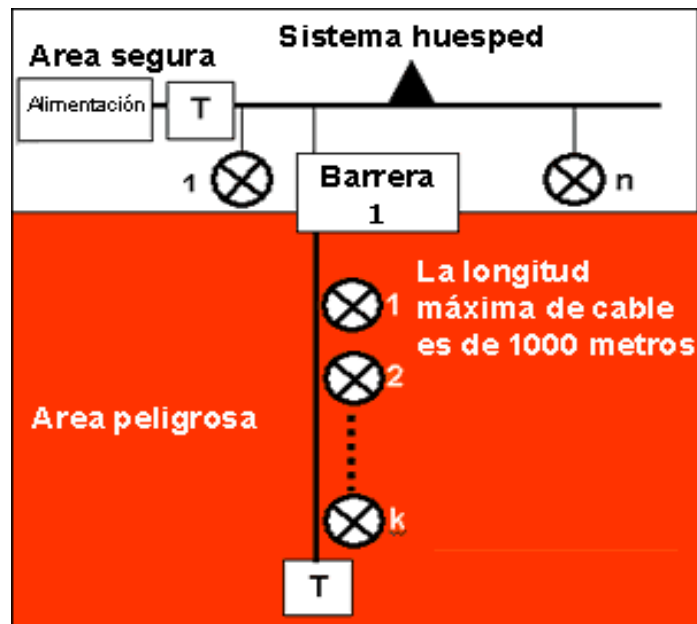 Sistema huesped
Area segura
Alimentación
T
1
Barrera
1
n
La longitud
máxima de cable
es de 1000 metros
1
2
Area peligrosa
k
T